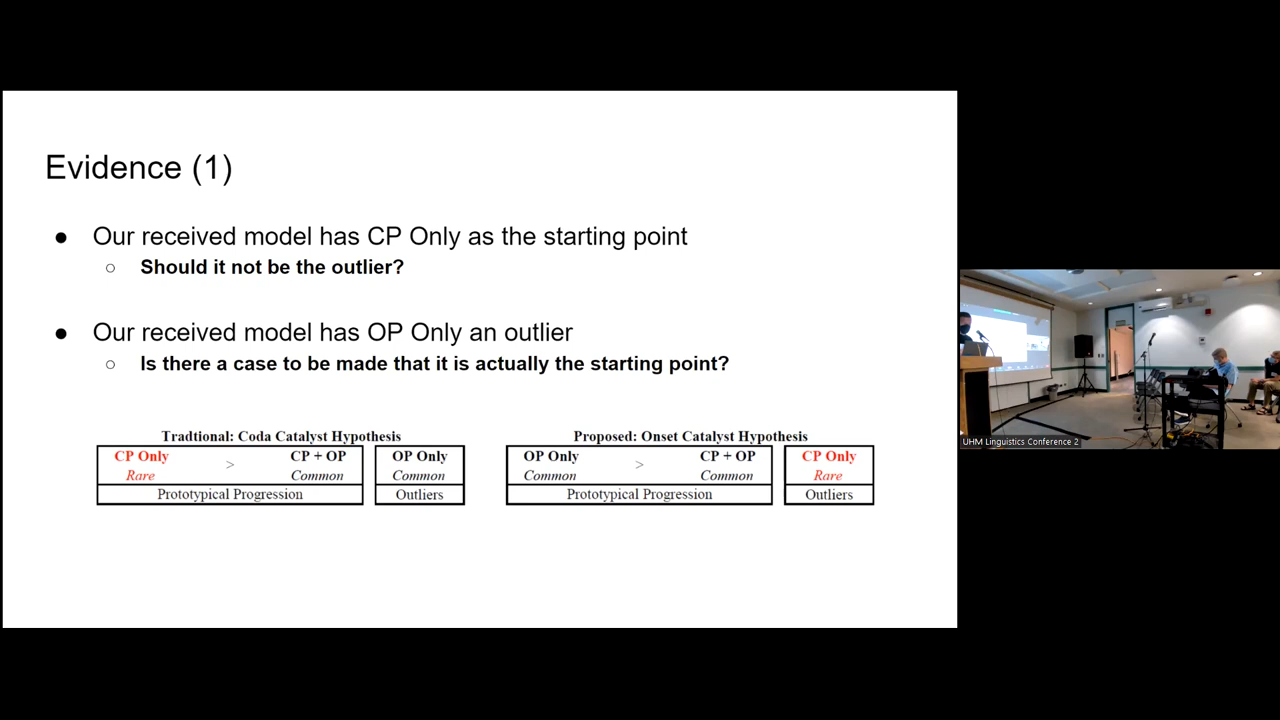 Evidence (1)
● Our received model has CP Only as the starting point
○ Should it not be the outlier?
● Our received model has OP Only an outlier
○ Is there a case to be made that it is actually the starting point?
Tradtional: Coda Catalyst Hypothesis
CP Only > CP + OP OP Only
Rare Common Common
Prototypical Progression Outliers
Proposed: Onset Catalyst Hypothesis
OP Only > CP + OP CP Only
Common Common Rare
Prototypical Progression Outliers
UHM Linguistics Conference 2